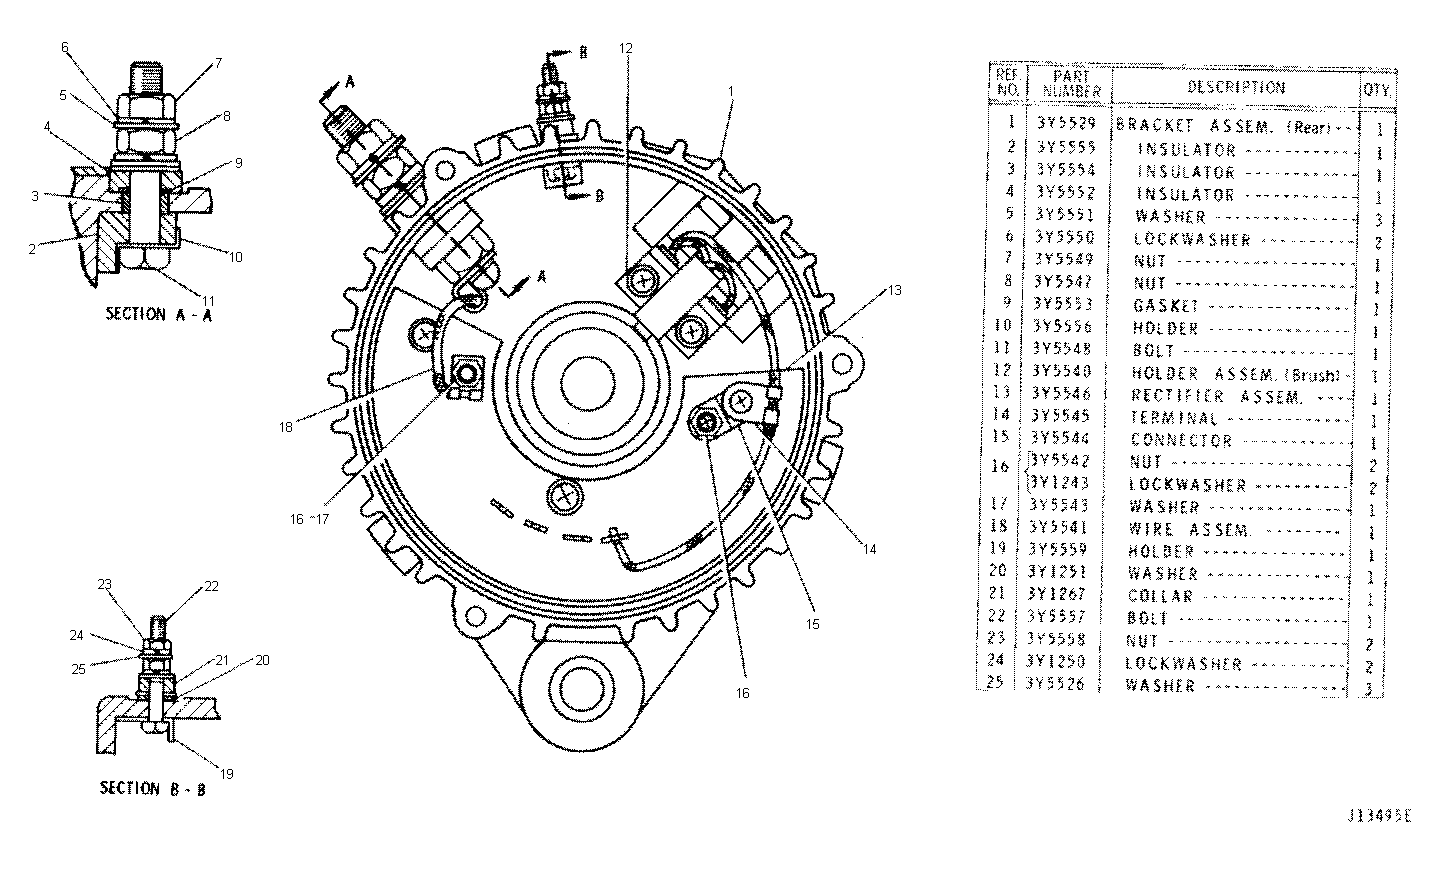 6
7
5
8
4
9
3
2
10
11
SECTION A - A
A
B
12
1
B
A
13
18
16 -17
14
15
16
23
22
24
25
21
20
19
SECTION B - B
REF. NO. PART NUMBER DESCRIPTION QTY.
1 3Y5529 BRACKET ASSEM. (Rear) 1
2 3Y5555 INSULATOR 1
3 3Y5554 INSULATOR 1
4 3Y5552 INSULATOR 1
5 3Y5551 WASHER 3
6 3Y5550 LOCKWASHER 2
7 3Y5549 NUT 1
8 3Y5547 NUT 1
9 3Y5553 GASKET 1
10 3Y5556 HOLDER 1
11 3Y5548 BOLT 1
12 3Y5540 HOLDER ASSEM. (Brush) 1
13 3Y5546 RECTIFIER ASSEM. 1
14 3Y5545 TERMINAL 1
15 3Y5544 CONNECTOR 1
16 3Y5542 NUT 2
3Y1243 LOCKWASHER 2
17 3Y5543 WASHER 1
18 3Y5541 WIRE ASSEM. 1
19 3Y5559 HOLDER 1
20 3Y1251 WASHER 1
21 3Y1267 COLLAR 1
22 3Y5557 BOLT 1
23 3Y5558 NUT 2
24 3Y1250 LOCKWASHER 2
25 3Y5526 WASHER 3
J13495E